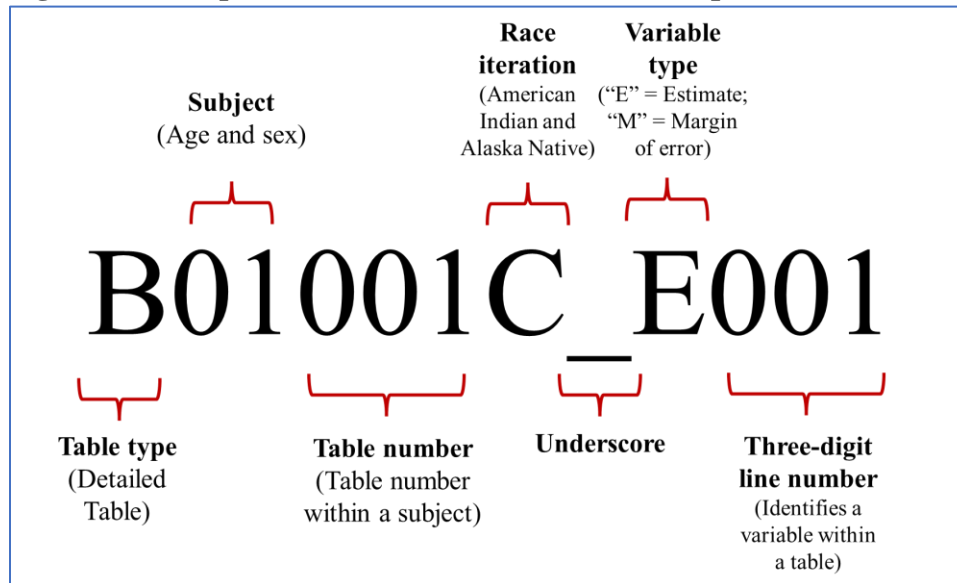 Race
iteration
(American
Indian and
Alaska Native)
Variable
type
(“E” = Estimate;
“M” = Margin
of error)
Subject
(Age and sex)
B01001C_E001
Table type
(Detailed
Table)
Table number
(Table number
within a subject)
Underscore
Three-digit
line number
(Identifies a
variable within
a table)